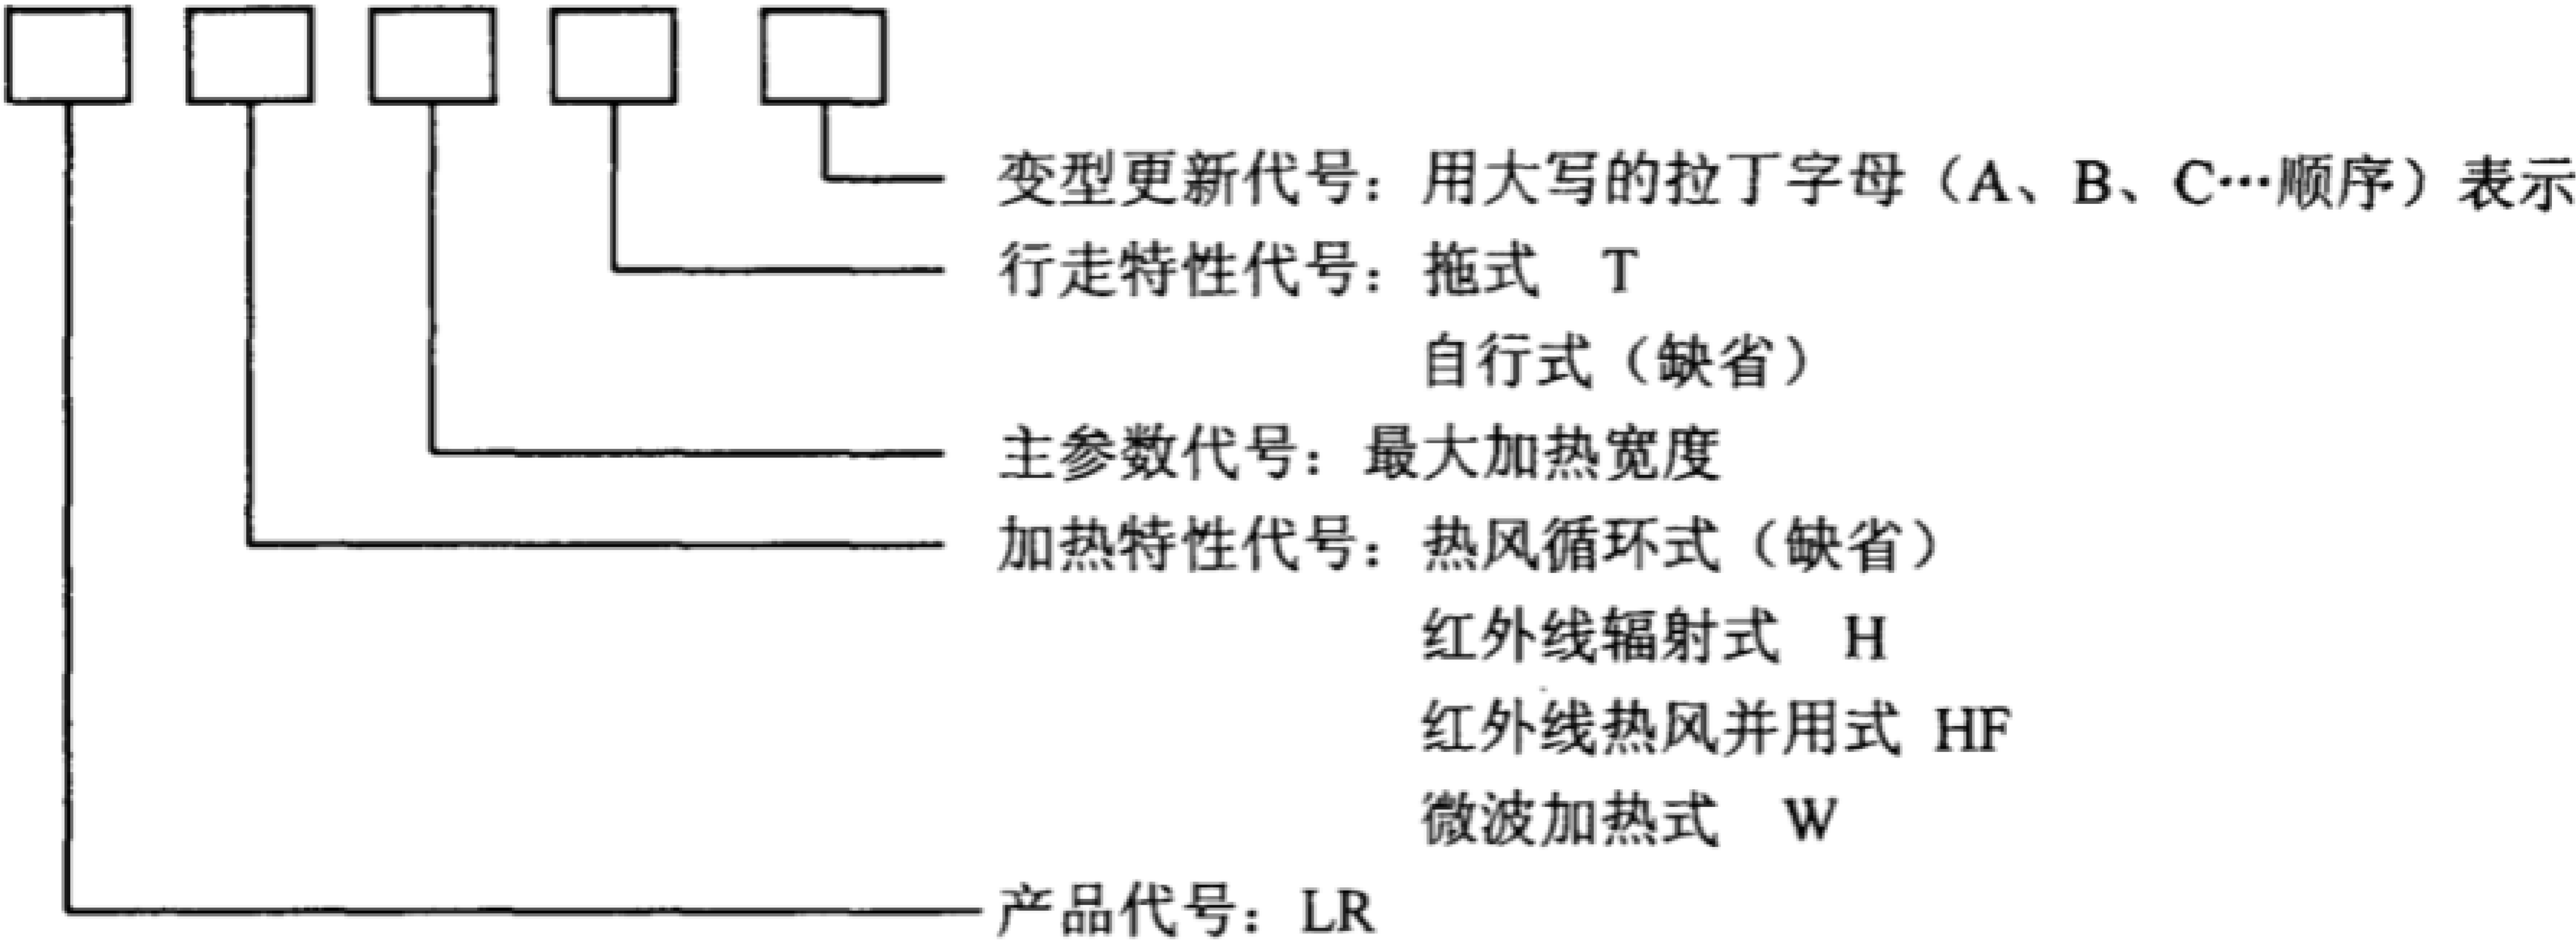 变型更新代号：用大写的拉丁字母（A、B、C…顺序）表示
行走特性代号：拖式 T
自行式（缺省）
主参数代号：最大加热宽度
加热特性代号：热风循环式（缺省）
红外线辐射式 H
红外线热风并用式 HF
微波加热式 W
产品代号：LR